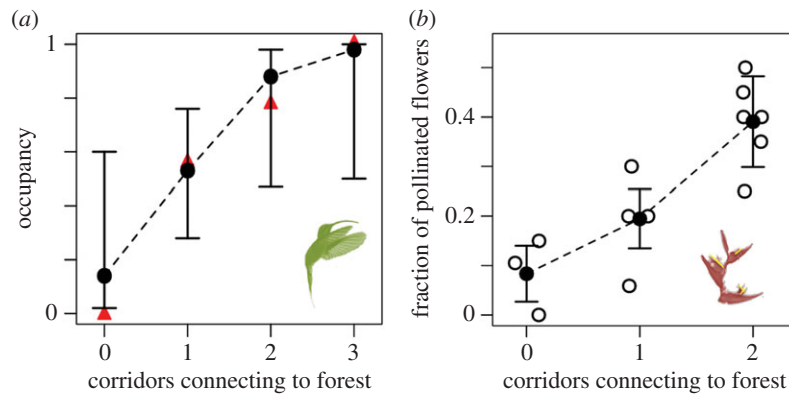 (a)
1
occupancy
0
0 1 2 3
corridors connecting to forest
(b)
fraction of pollinated flowers
0.4
0.2
0
0 1 2
corridors connecting to forest